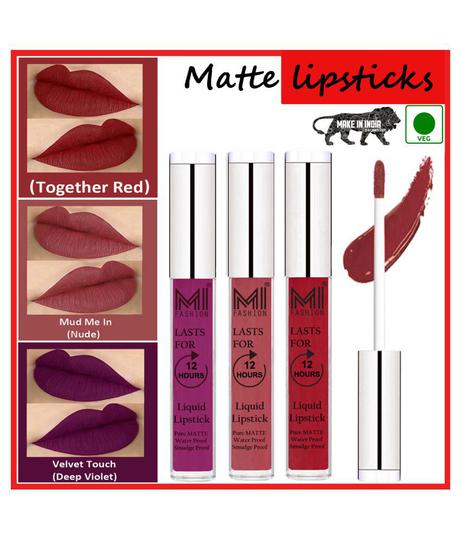 Matte lipsticks
MAKE IN INDIA
VEG
(Together Red)
Mud Me In
(Nude)
Velvet Touch
(Deep Violet)
MI
FASHION
LASTS
FOR
12
HOURS
Liquid
Lipstick
Pure MATTE
Water Proof
Smudge Proof
MI
FASHION
LASTS
FOR
12
HOURS
Liquid
Lipstick
Pure MATTE
Water Proof
Smudge Proof
MI
FASHION
LASTS
FOR
12
HOURS
Liquid
Lipstick
Pure MATTE
Water Proof
Smudge Proof